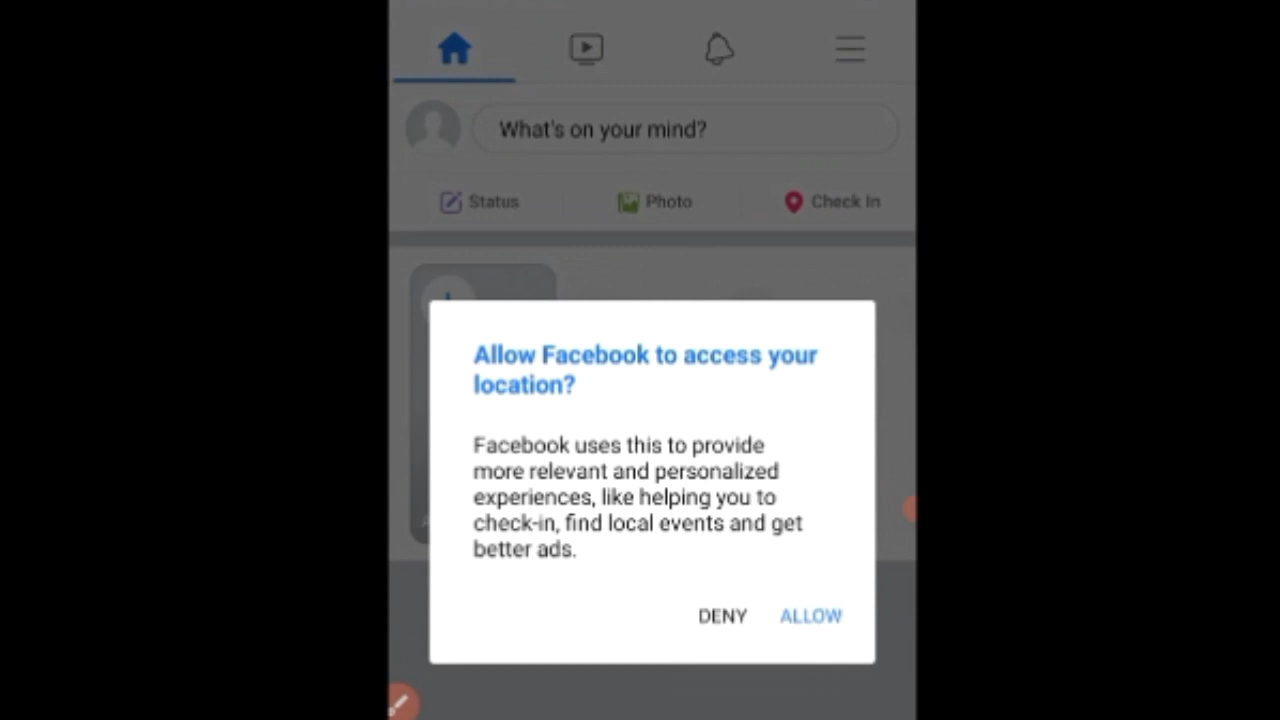 What's on your mind?
Status
Photo
Check In
Allow Facebook to access your
location?
Facebook uses this to provide
more relevant and personalized
experiences, like helping you to
check-in, find local events and get
better ads.
DENY
ALLOW